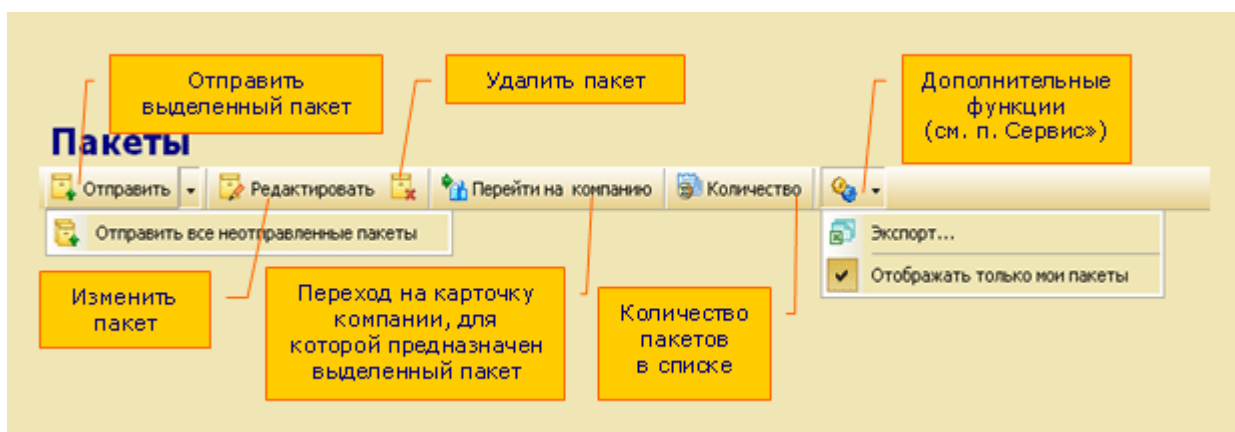 Отправить
выделенный пакет
Удалить пакет
Дополнительные
функции
(см. п. Сервис»)
Пакеты
Отправить
Редактировать
Перейти на компанию
Количество
Отправить все неотправленные пакеты
Экспорт...
Отображать только мои пакеты
Изменить
пакет
Переход на карточку
компании, для
которой предназначен
выделенный пакет
Количество
пакетов
в списке